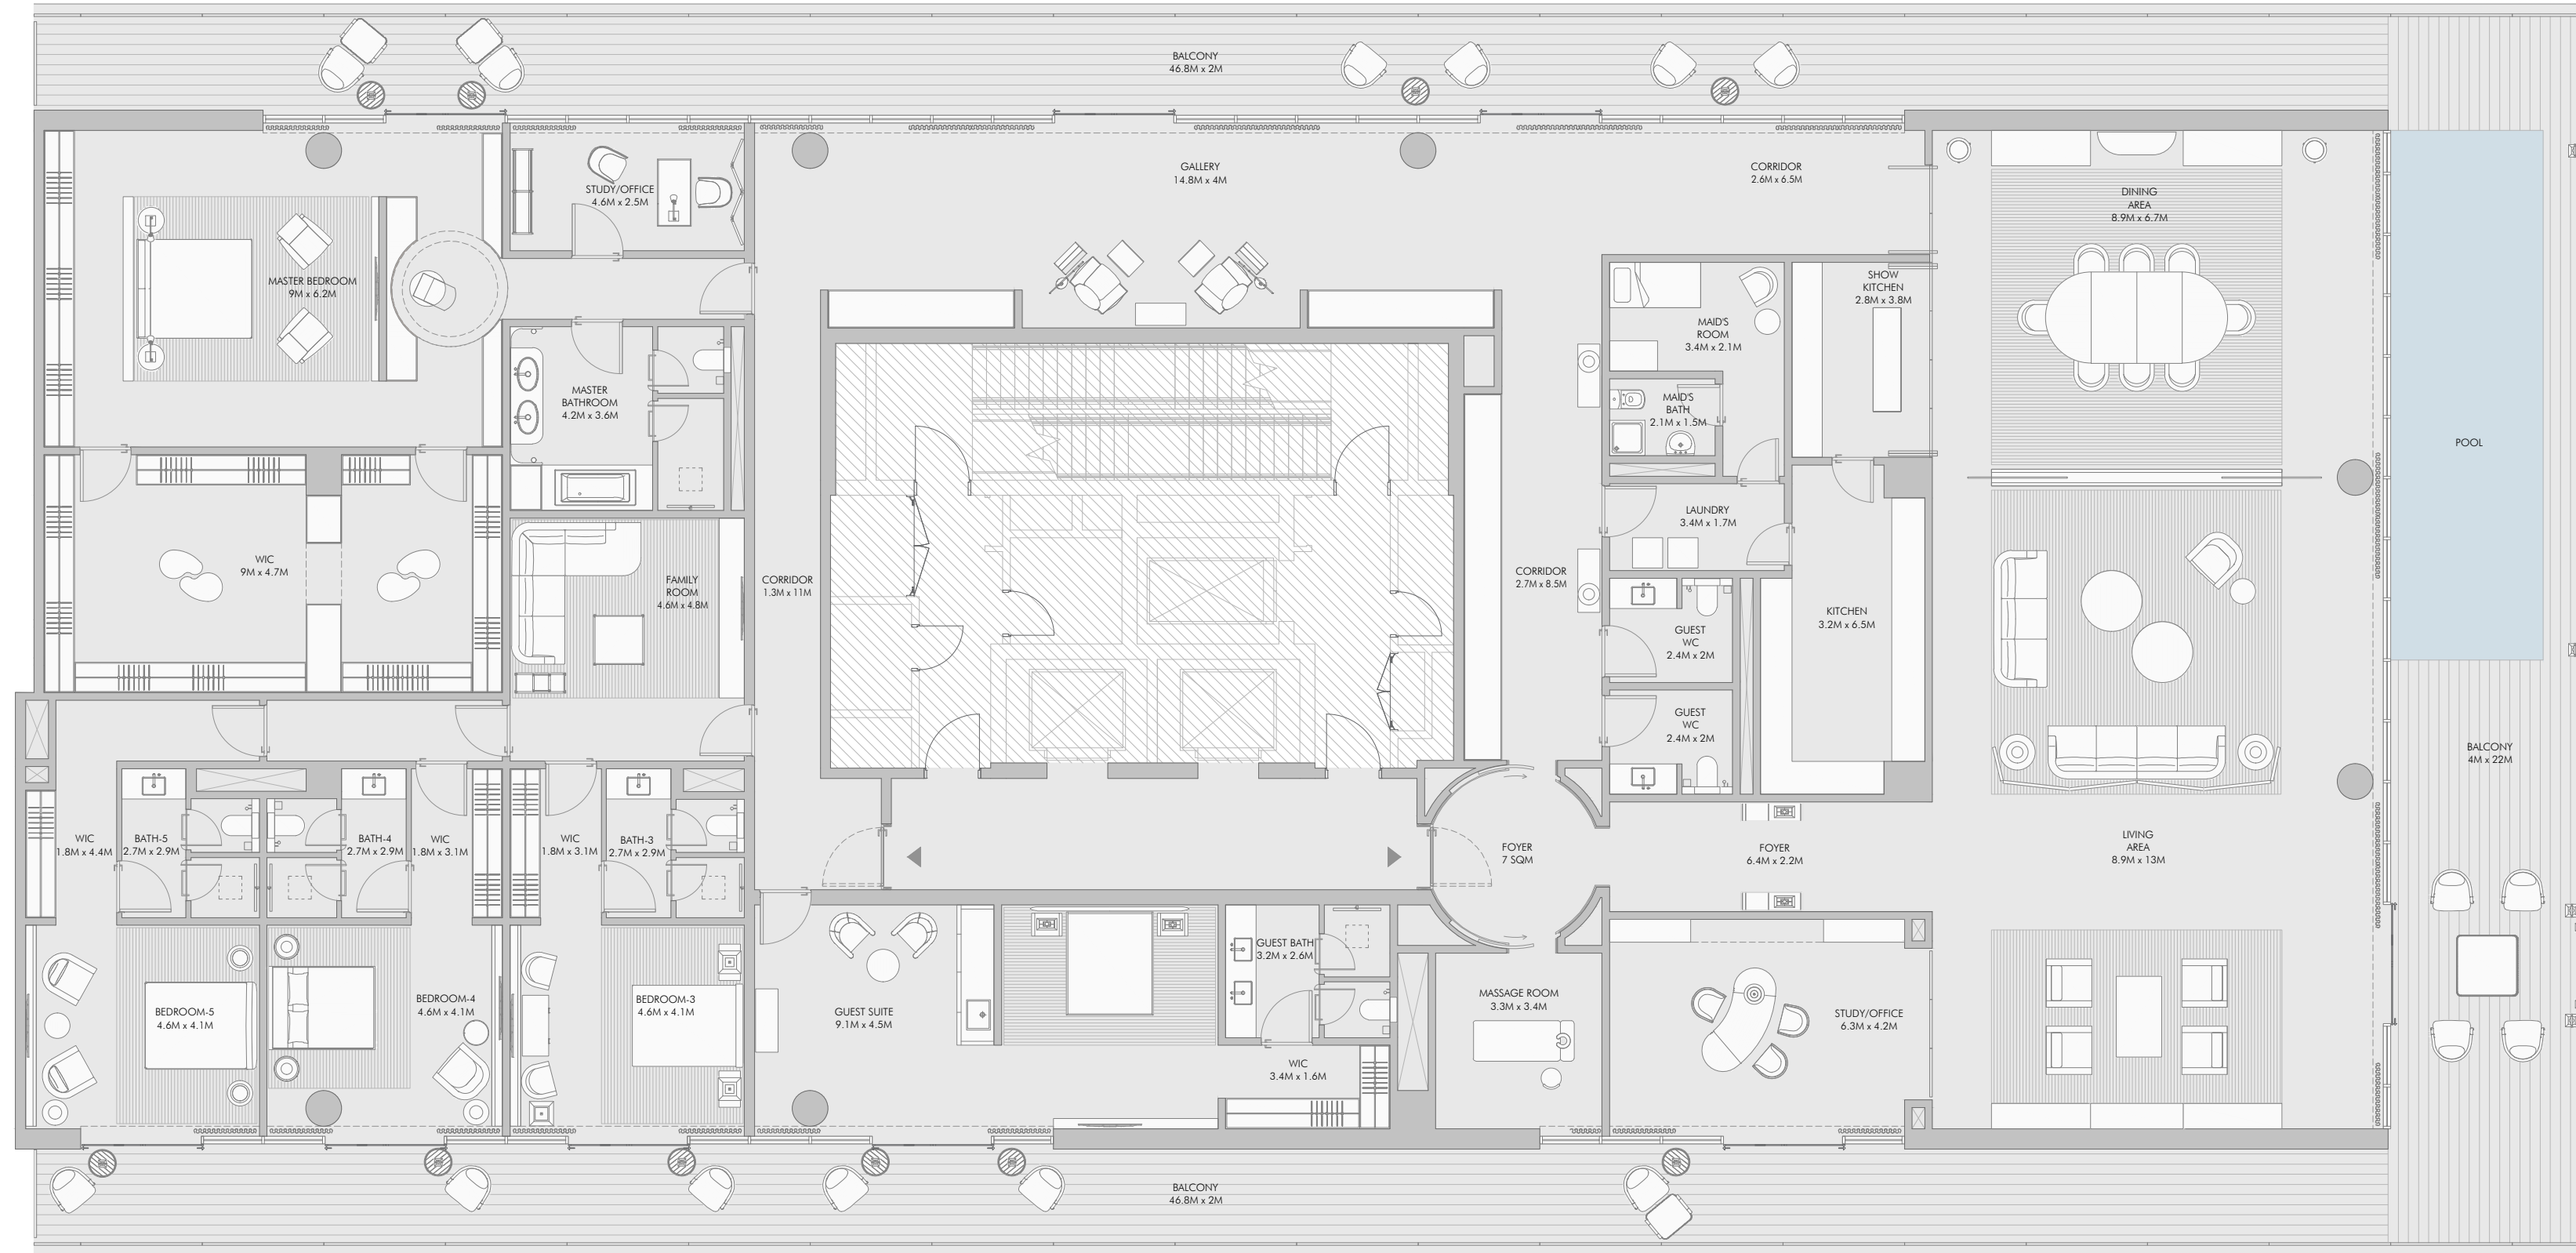 BALCONY
46.8M x 2M
GALLERY
14.8M x 4M
CORRIDOR
2.6M x 6.5M
STUDY/OFFICE
4.6M x 2.5M
DINING
AREA
8.9M x 6.7M
MASTER BEDROOM
9M x 6.2M
SHOW
KITCHEN
2.8M x 3.8M
MAID'S
ROOM
3.4M x 2.1M
MASTER
BATHROOM
4.2M x 3.6M
MAID'S
BATH
2.1M x 1.5M
POOL
LAUNDRY
3.4M x 1.7M
WIC
9M x 4.7M
FAMILY
ROOM
4.6M x 4.8M
CORRIDOR
1.3M x 11M
CORRIDOR
2.7M x 8.5M
KITCHEN
3.2M x 6.5M
GUEST
WC
2.4M x 2M
GUEST
WC
2.4M x 2M
BALCONY
4M x 22M
WIC
1.8M x 4.4M
BATH-5
2.7M x 2.9M
BATH-4
2.7M x 2.9M
WIC
1.8M x 3.1M
WIC
1.8M x 3.1M
BATH-3
2.7M x 2.9M
FOYER
7 SQM
FOYER
6.4M x 2.2M
LIVING
AREA
8.9M x 13M
GUEST BATH
3.2M x 2.6M
BEDROOM-5
4.6M x 4.1M
BEDROOM-4
4.6M x 4.1M
BEDROOM-3
4.6M x 4.1M
GUEST SUITE
9.1M x 4.5M
MASSAGE ROOM
3.3M x 3.4M
STUDY/OFFICE
6.3M x 4.2M
WIC
3.4M x 1.6M
BALCONY
46.8M x 2M